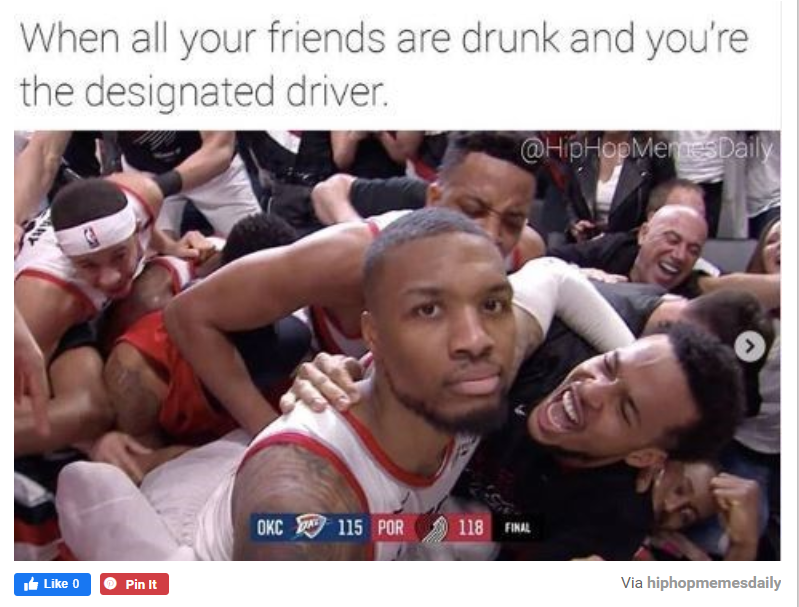 When all your friends are drunk and you're
the designated driver.
@HipHopMemesDaily
OKC 115 POR 118 FINAL
Like 0 Pin It Via hiphopmemesdaily